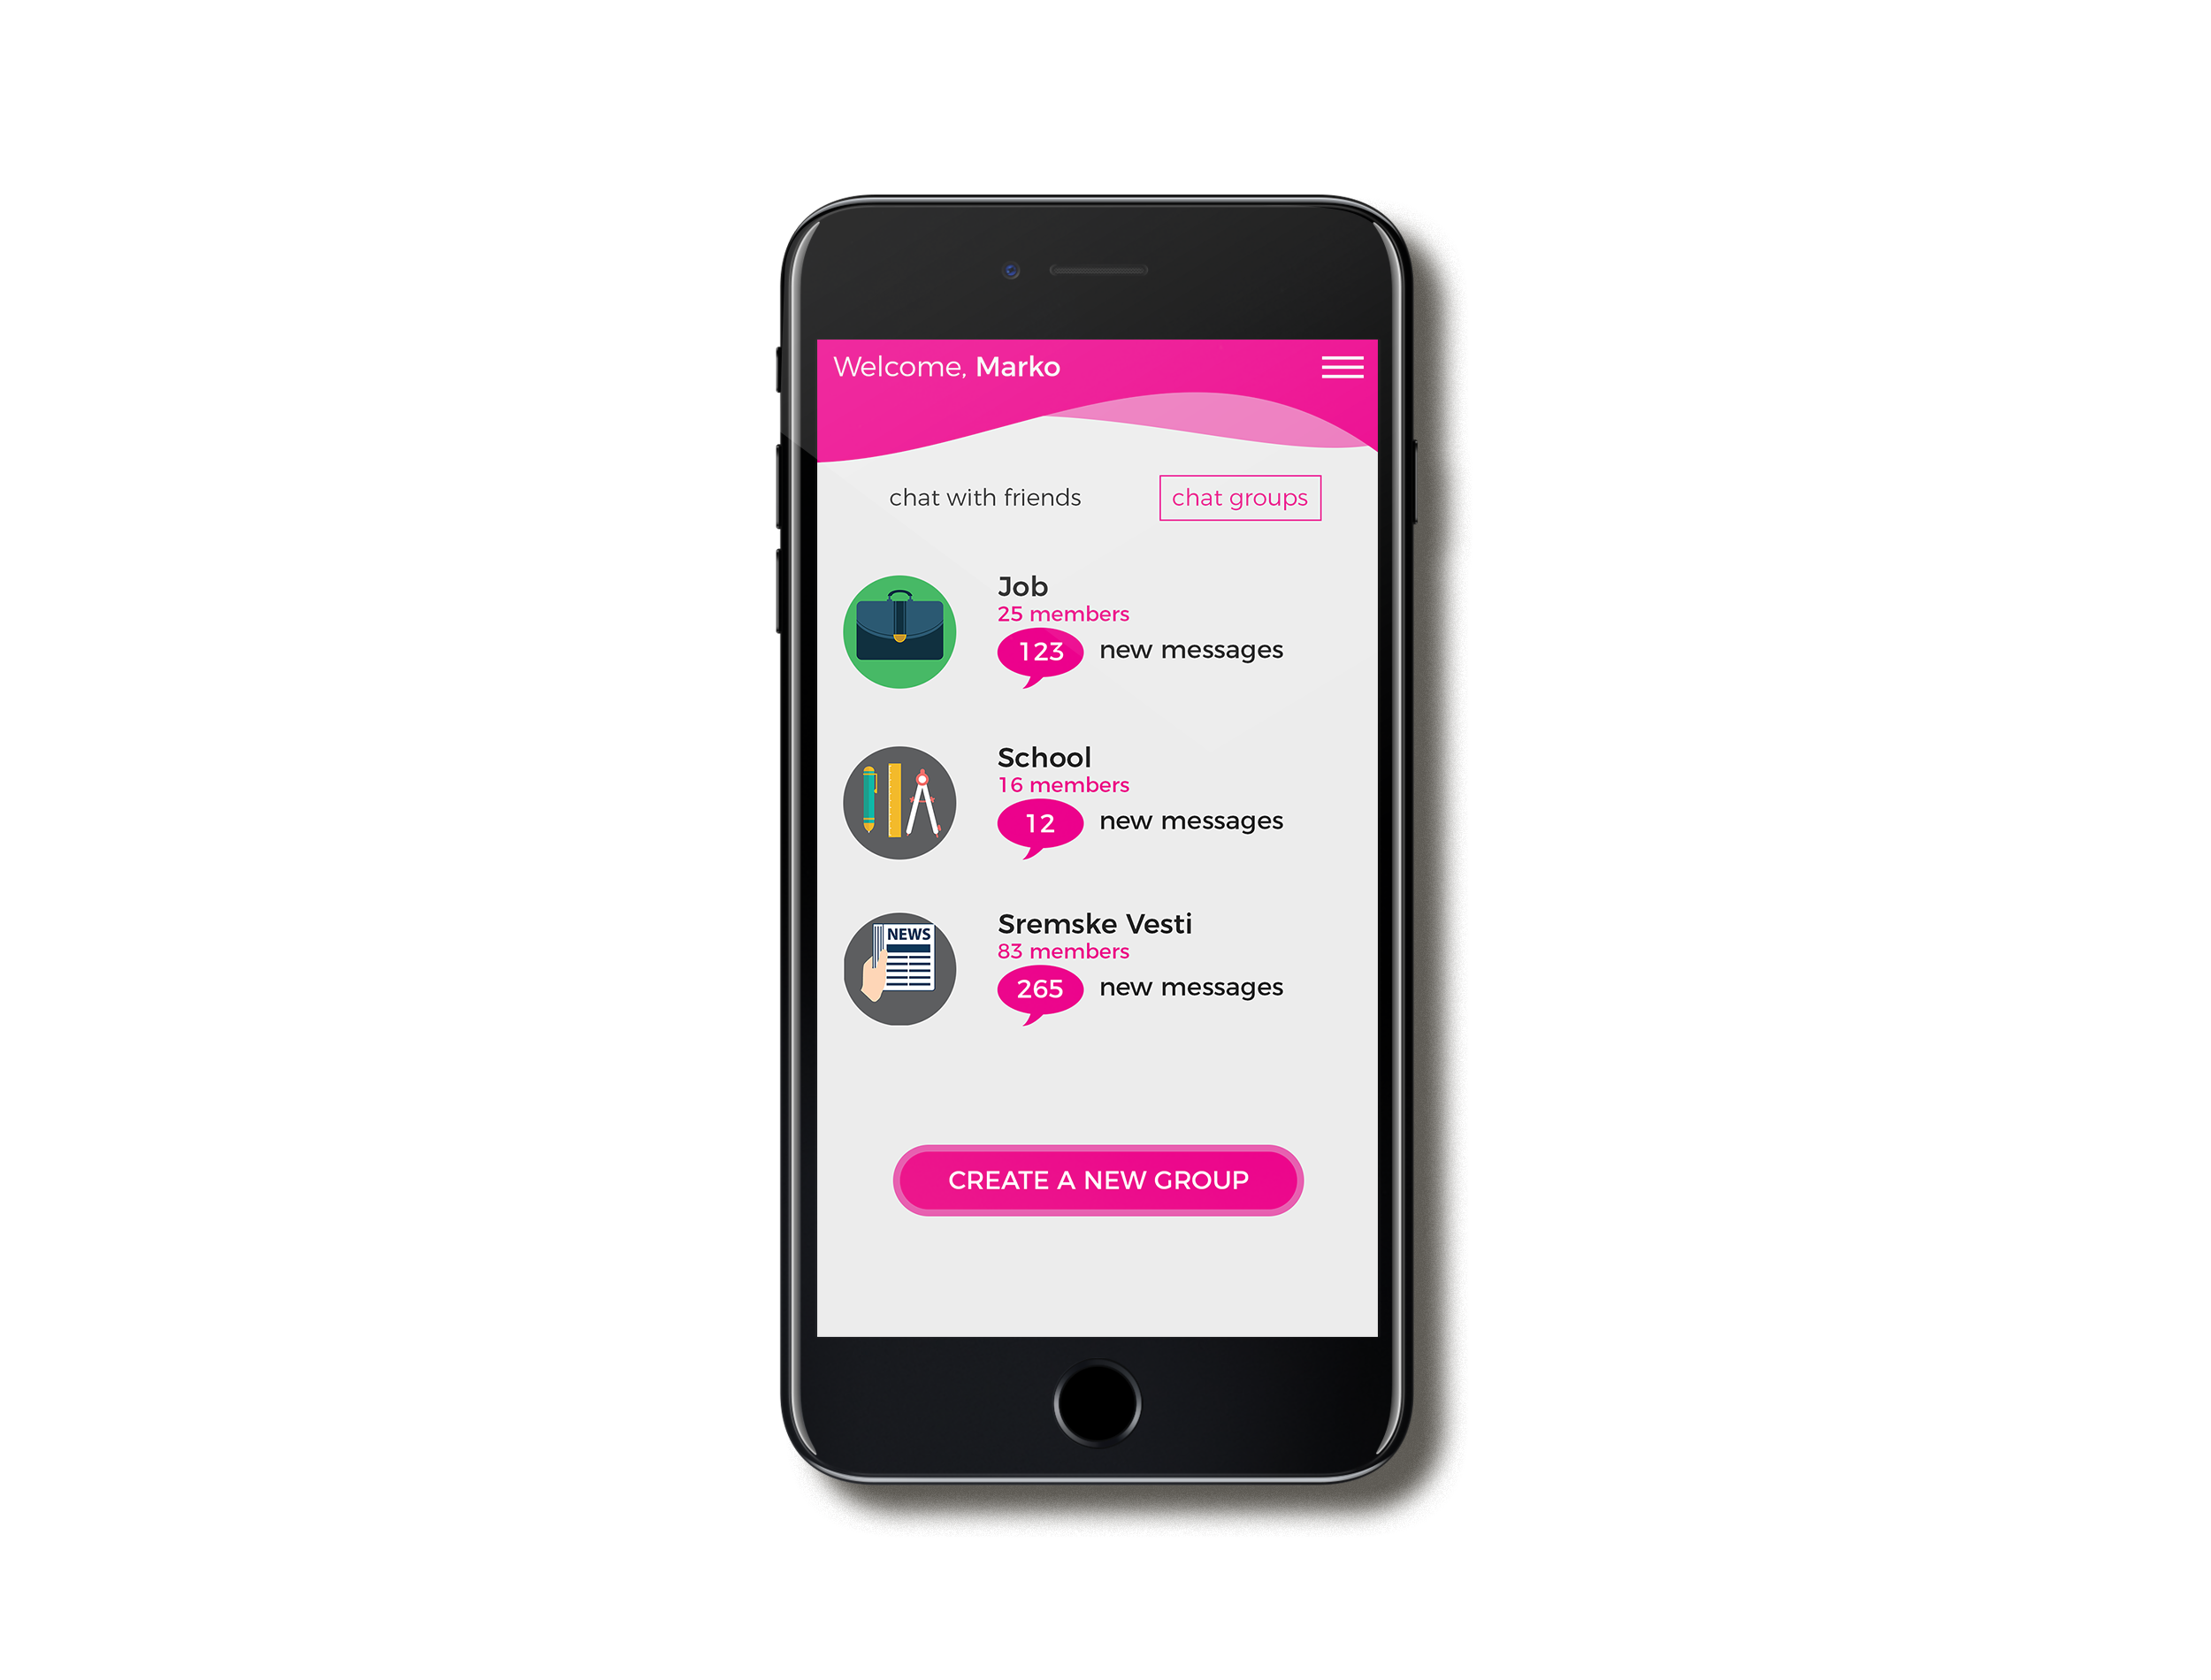 Welcome, Marko
chat with friends
chat groups
Job
25 members
123 new messages
School
16 members
12 new messages
NEWS
Sremske Vesti
83 members
265 new messages
CREATE A NEW GROUP